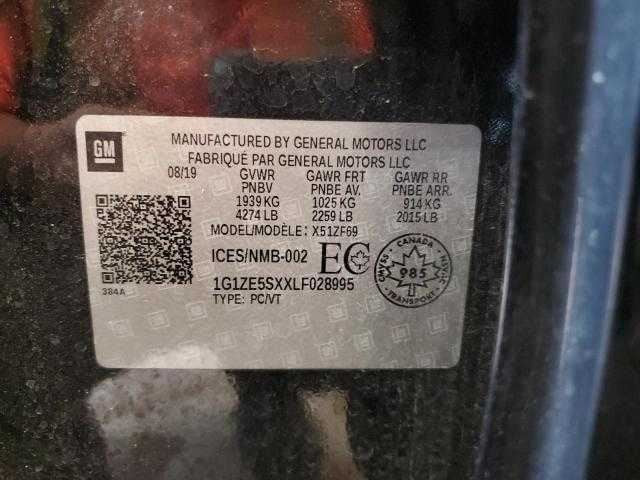 GM
MANUFACTURED BY GENERAL MOTORS LLC
FABRIQUÉ PAR GENERAL MOTORS LLC
08/19 GVWR GAWR FRT GAWR RR
PNBV PNBE AV. PNBE ARR.
1939 KG 1025 KG 914 KG
4274 LB 2259 LB 2015 LB
MODEL/MODÈLE: X51ZF69
ICES/NMB-002 EC
1G1ZE5SXXLF028995
TYPE: PC/VT
384A
CANADA
985
TRANSPORT